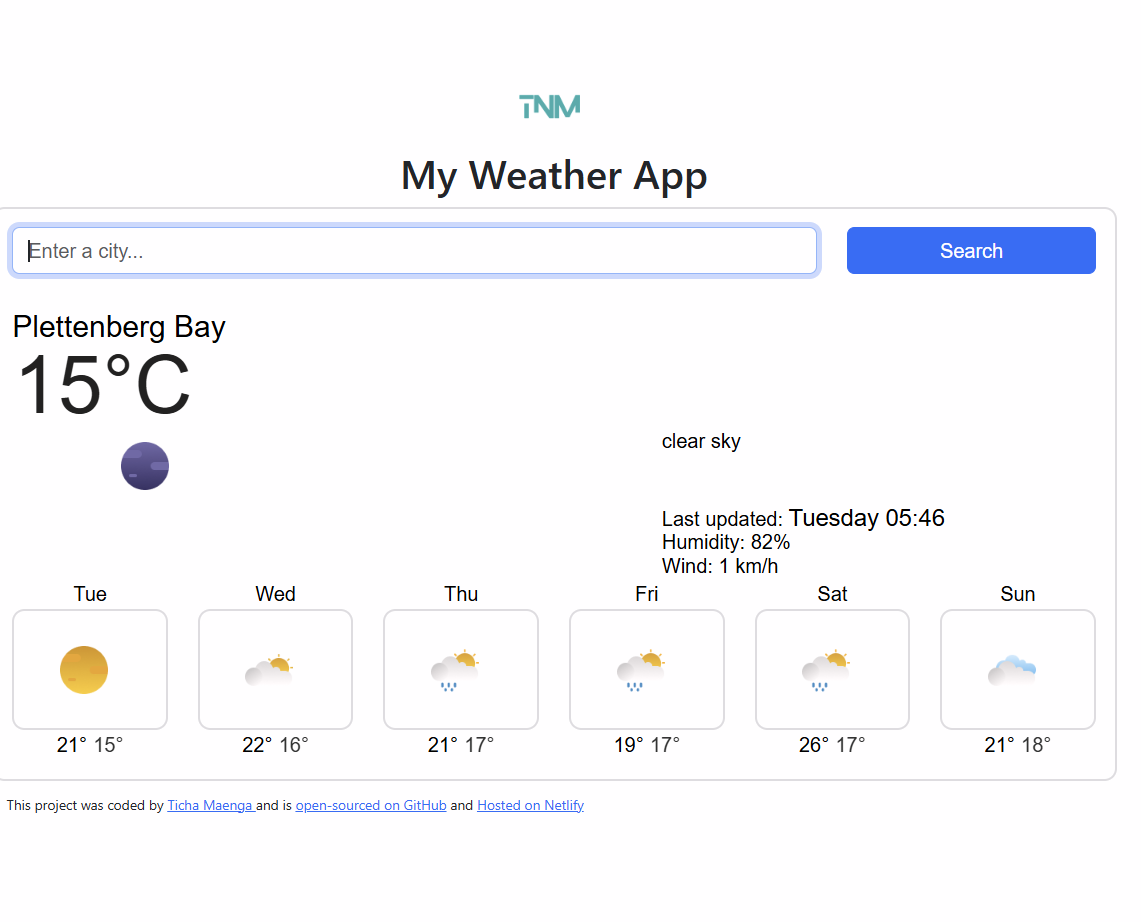 TNM
My Weather App
Enter a city...
Search
Plettenberg Bay
15°C
clear sky
Last updated: Tuesday 05:46
Humidity: 82%
Wind: 1 km/h
Tue Wed Thu Fri Sat Sun
21° 15° 22° 16° 21° 17° 19° 17° 26° 17° 21° 18°
This project was coded by Ticha Maenga and is open-sourced on GitHub and Hosted on Netlify